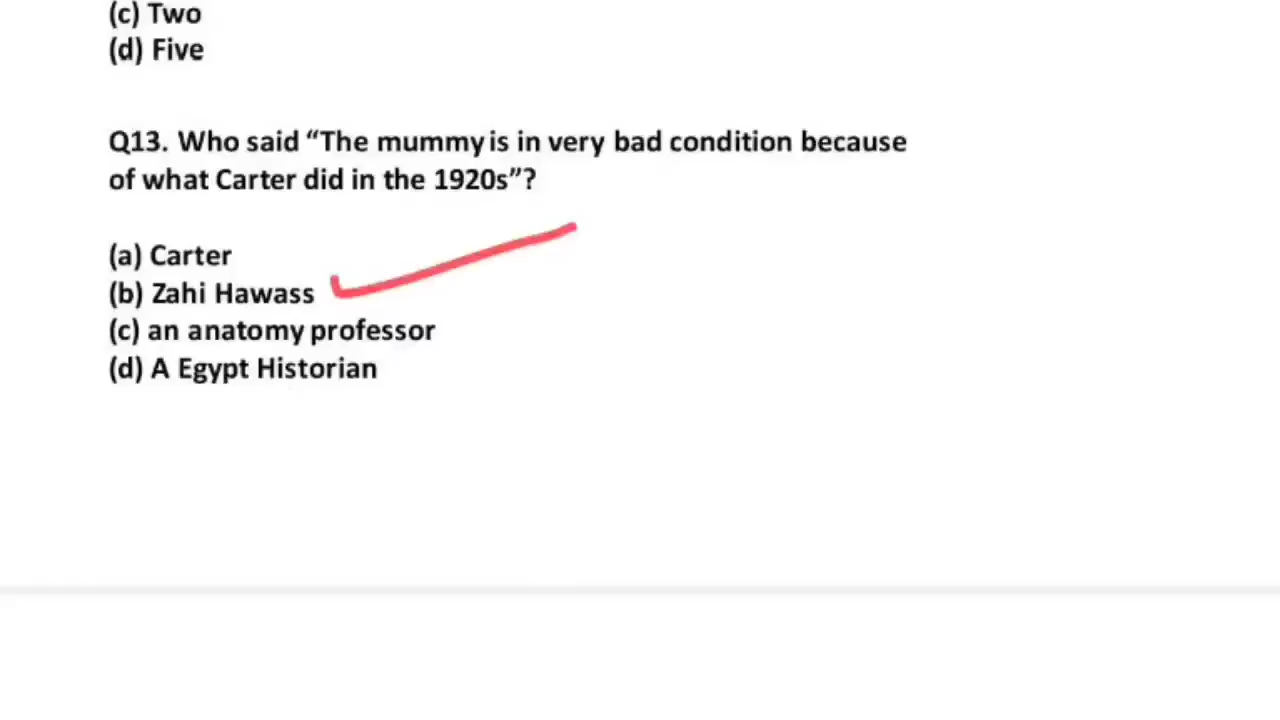 (c) Two
(d) Five
Q13. Who said “The mummy is in very bad condition because
of what Carter did in the 1920s”?
(a) Carter
(b) Zahi Hawass
(c) an anatomy professor
(d) A Egypt Historian